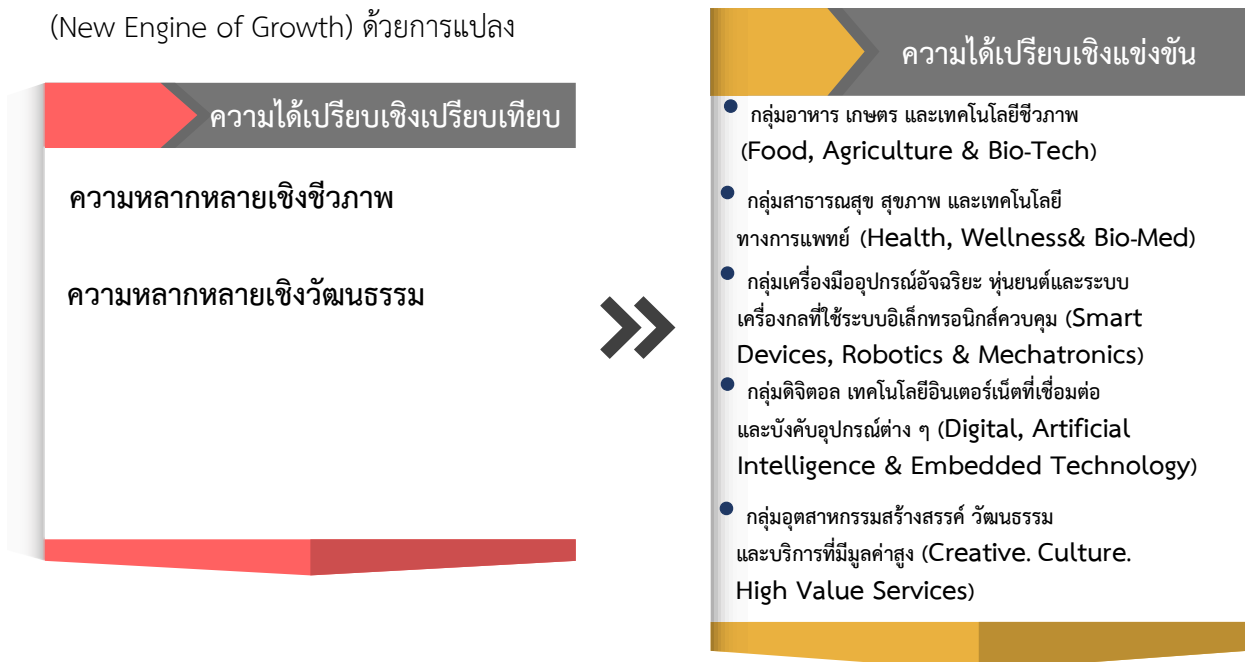 (New Engine of Growth) ด้วยการแปลง
ความได้เปรียบเชิงเปรียบเทียบ
ความหลากหลายเชิงชีวภาพ
ความหลากหลายเชิงวัฒนธรรม
ความได้เปรียบเชิงแข่งขัน
กลุ่มอาหาร เกษตร และเทคโนโลยีชีวภาพ
(Food, Agriculture & Bio-Tech)
กลุ่มสาธารณสุข สุขภาพ และเทคโนโลยี
ทางการแพทย์ (Health, Wellness& Bio-Med)
กลุ่มเครื่องมืออุปกรณ์อัจฉริยะ หุ่นยนต์และระบบ
เครื่องกลที่ใช้ระบบอิเล็กทรอนิกส์ควบคุม (Smart
Devices, Robotics & Mechatronics)
กลุ่มดิจิตอล เทคโนโลยีอินเตอร์เน็ตที่เชื่อมต่อ
และบังคับอุปกรณ์ต่าง ๆ (Digital, Artificial
Intelligence & Embedded Technology)
กลุ่มอุตสาหกรรมสร้างสรรค์ วัฒนธรรม
และบริการที่มีมูลค่าสูง (Creative. Culture.
High Value Services)